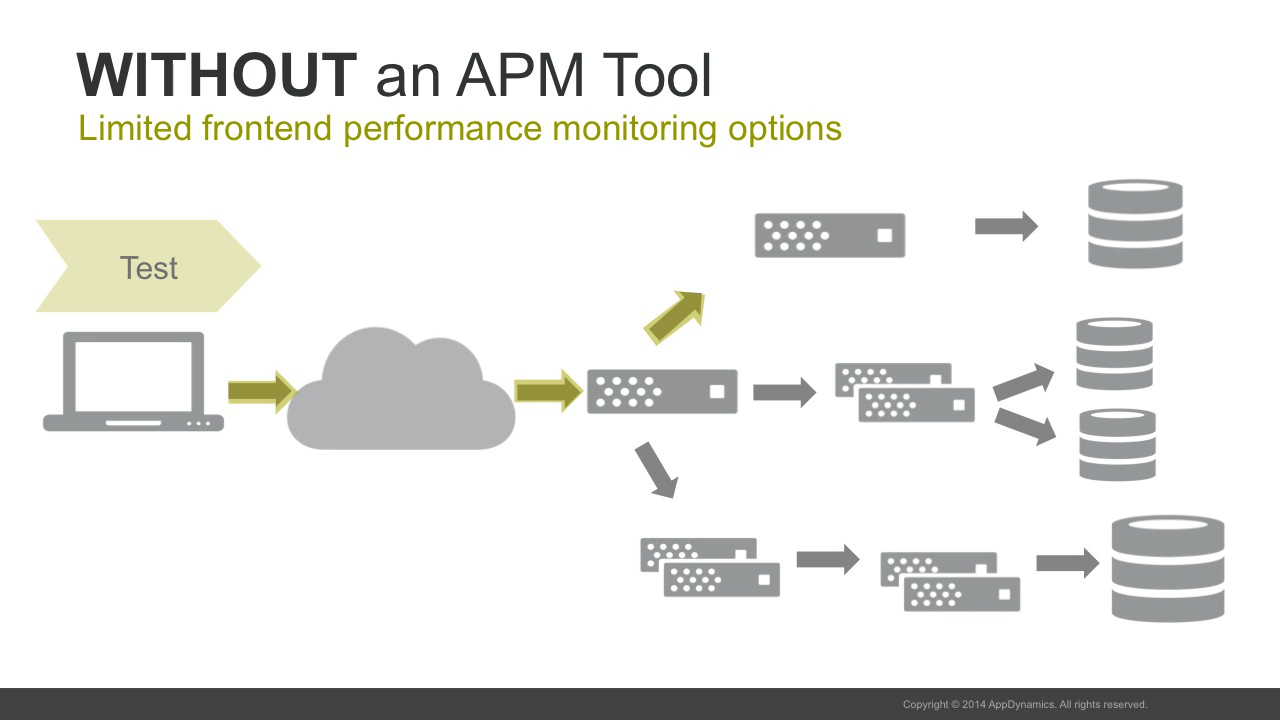 WITHOUT an APM Tool
Limited frontend performance monitoring options
Test
Copyright © 2014 AppDynamics. All rights reserved.